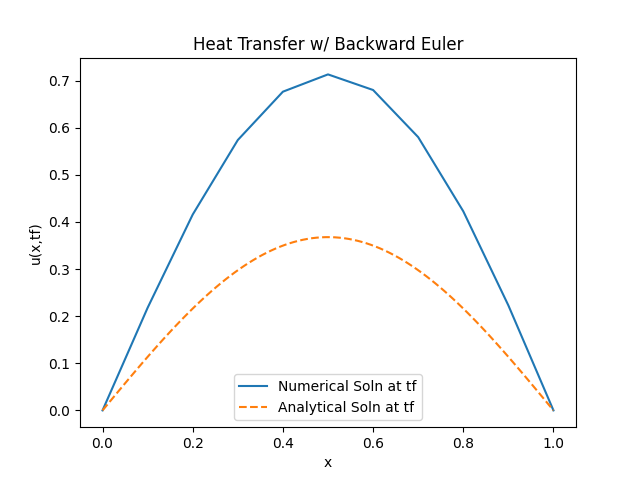 Heat Transfer w/ Backward Euler
0.7
0.6
0.5
0.4
0.3
0.2
0.1
0.0
u(x,tf)
Numerical Soln at tf
Analytical Soln at tf
0.0 0.2 0.4 0.6 0.8 1.0
x